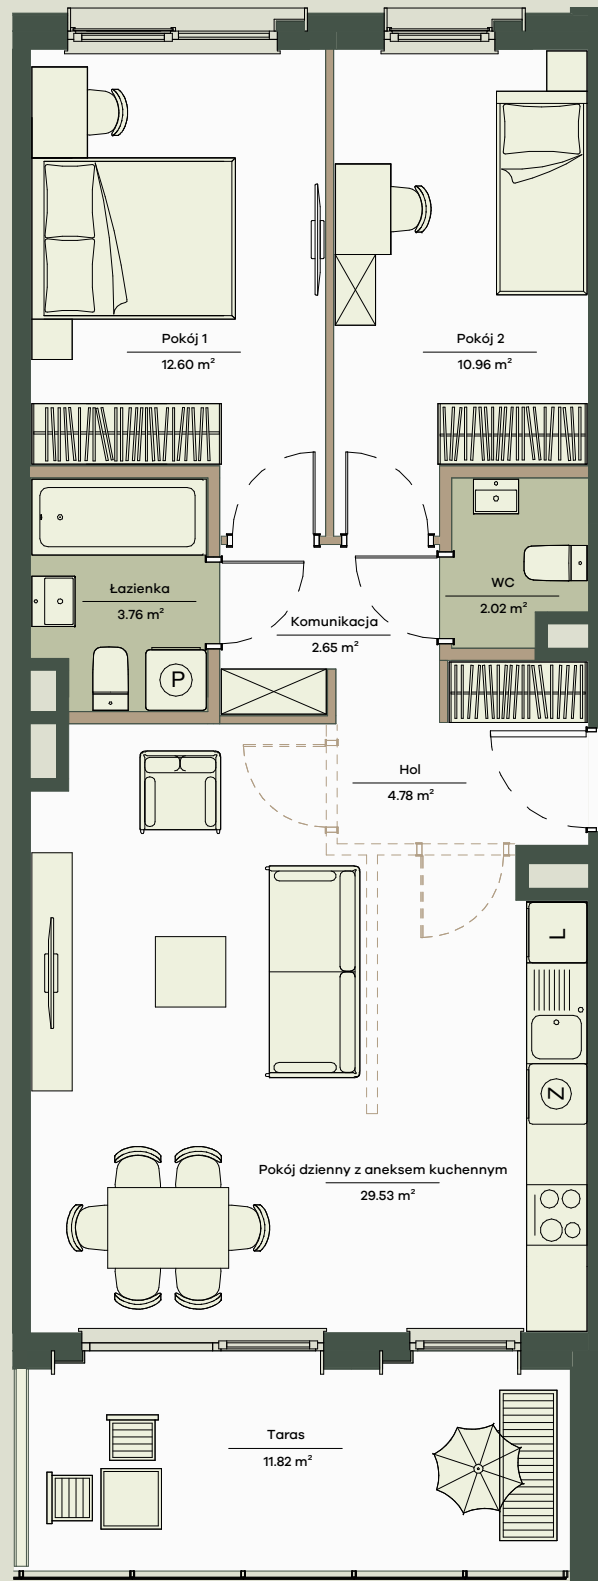 Pokój 1
12.60 m²
Pokój 2
10.96 m²
Łazienka
3.76 m²
WC
2.02 m²
Komunikacja
2.65 m²
P
Hol
4.78 m²
L
Z
Pokój dzienny z aneksem kuchennym
29.53 m²
Taras
11.82 m²